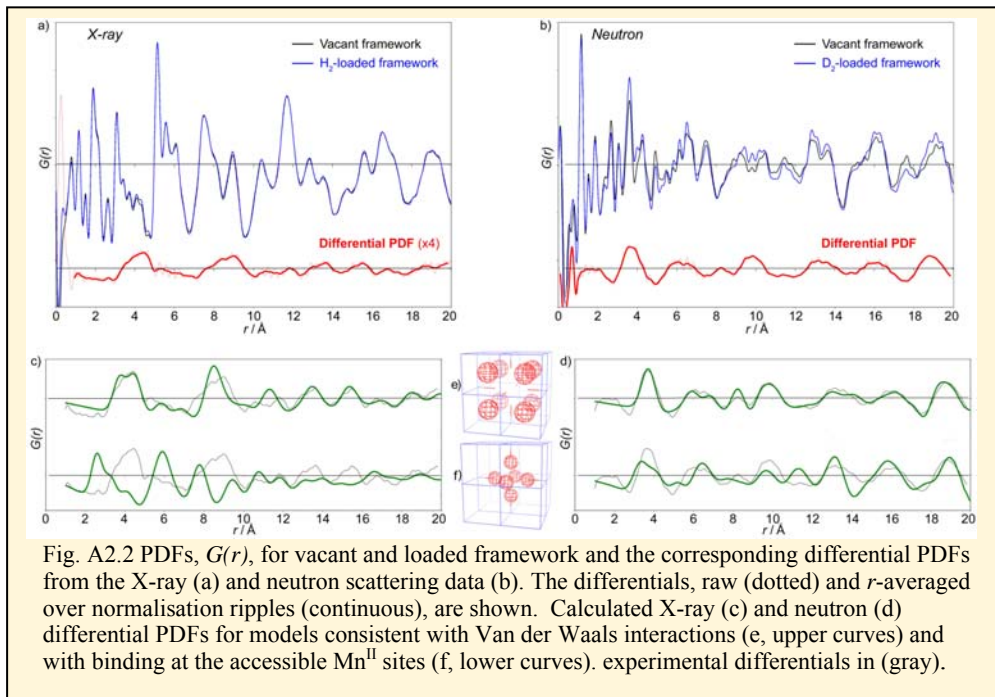 a) X-ray
Vacant framework
H2-loaded framework
G(r)
Differential PDF (x4)
0 2 4 6 8 10 12 14 16 18 20
r / Å
b) Neutron
Vacant framework
D2-loaded framework
G(r)
Differential PDF
0 2 4 6 8 10 12 14 16 18 20
r / Å
c)
G(r)
0 2 4 6 8 10 12 14 16 18 20
r / Å
e)
f)
d)
G(r)
0 2 4 6 8 10 12 14 16 18 20
r / Å
Fig. A2.2 PDFs, G(r), for vacant and loaded framework and the corresponding differential PDFs
from the X-ray (a) and neutron scattering data (b). The differentials, raw (dotted) and r-averaged
over normalisation ripples (continuous), are shown. Calculated X-ray (c) and neutron (d)
differential PDFs for models consistent with Van der Waals interactions (e, upper curves) and
with binding at the accessible MnII sites (f, lower curves). experimental differentials in (gray).